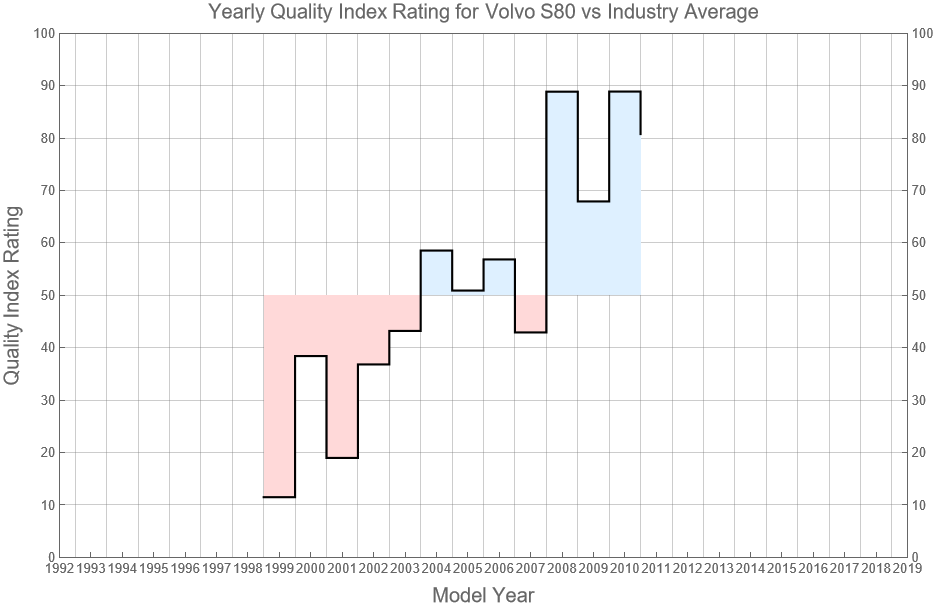 Yearly Quality Index Rating for Volvo S80 vs Industry Average
100 100
90 90
80 80
70 70
60 60
50 50
40 40
30 30
20 20
10 10
0 0
Quality Index Rating
1992 1993 1994 1995 1996 1997 1998 1999 2000 2001 2002 2003 2004 2005 2006 2007 2008 2009 2010 2011 2012 2013 2014 2015 2016 2017 2018 2019
Model Year